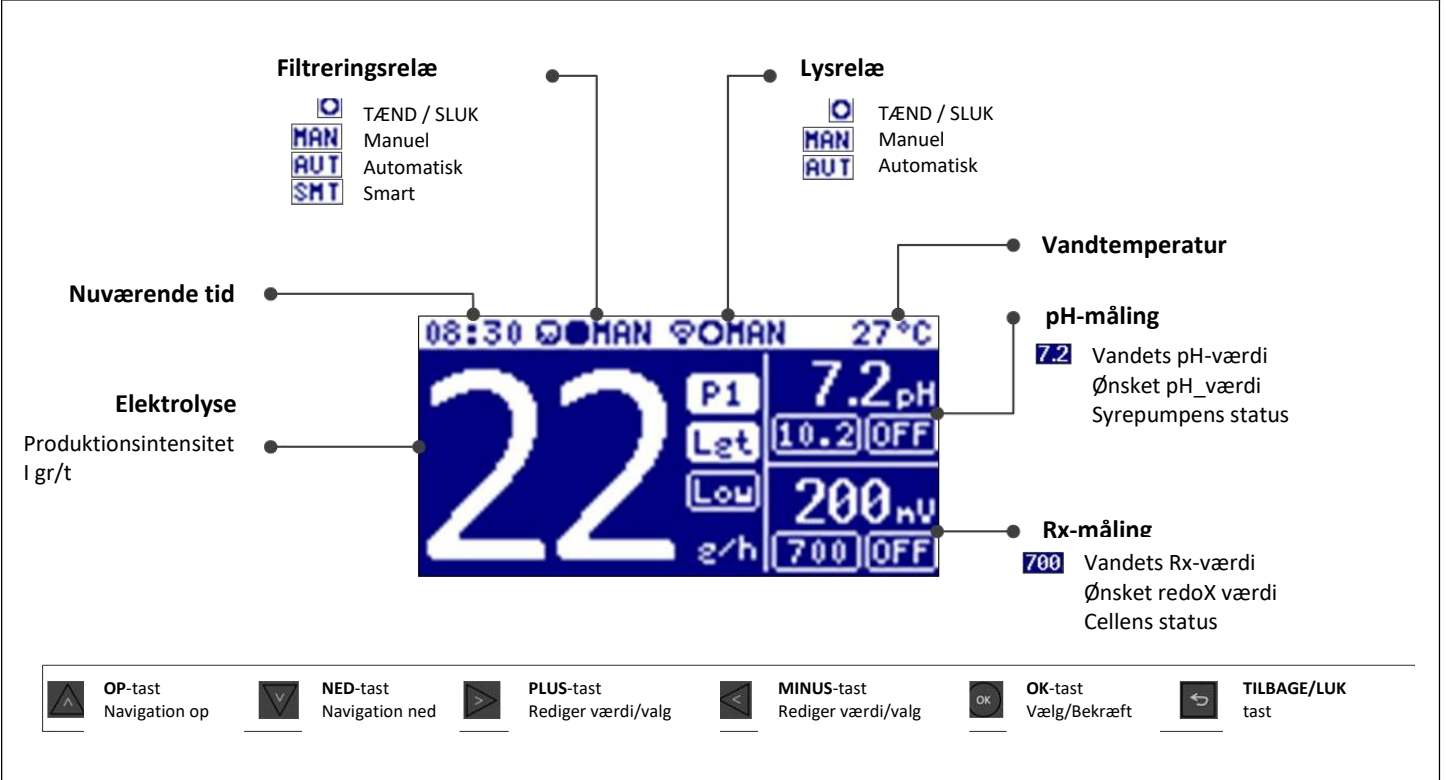 Filtreringsrelæ
TÆND / SLUK
MAN Manuel
AUT Automatisk
SMT Smart
Lysrelæ
TÆND / SLUK
MAN Manuel
AUT Automatisk
Vandtemperatur
Nuværende tid
pH-måling
7.2 Vandets pH-værdi
Ønsket pH_værdi
Syrepumpens status
Elektrolyse
Produktionsintensitet
I gr/t
08:30 MAN MAN 27°C
22 g/h
P1
Lgt
Low
7.2 pH
10.2 OFF
200 mV
700 OFF
Rx-måling
700 Vandets Rx-værdi
Ønsket redoX værdi
Cellens status
OP-tast
Navigation op
NED-tast
Navigation ned
PLUS-tast
Rediger værdi/valg
MINUS-tast
Rediger værdi/valg
OK
OK-tast
Vælg/Bekræft
TILBAGE/LUK
tast